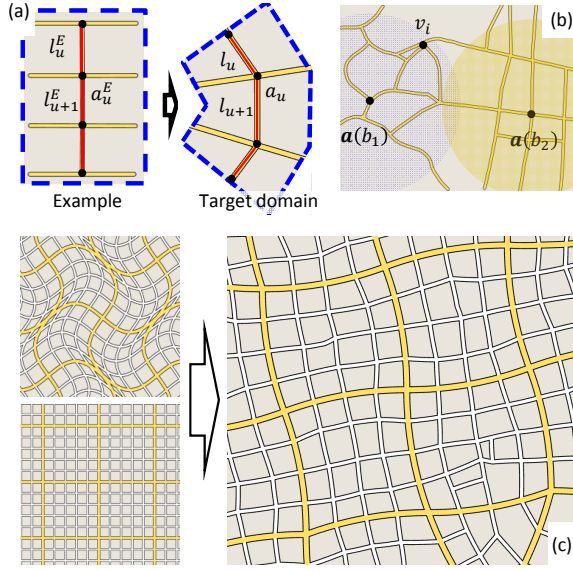 (a)
l_u^E
l_{u+1}^E
a_u^E
Example
l_u
l_{u+1}
a_u
Target domain
(b)
v_i
a(b_1)
a(b_2)
(c)